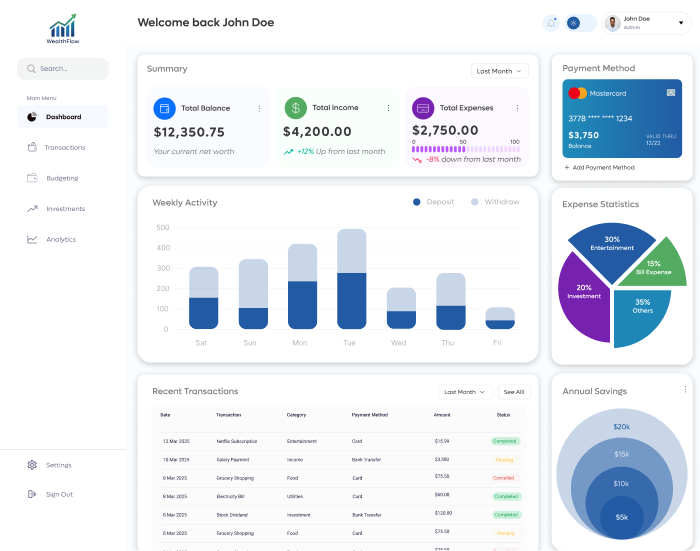 WealthFlow
Search...
Main Menu
Dashboard
Transactions
Budgeting
Investments
Analytics
Settings
Sign Out
Welcome back John Doe
John Doe
Admin
Summary
Last Month
Total Balance
$12,350.75
Your current net worth
Total Income
$4,200.00
+12% Up from last month
Total Expenses
$2,750.00
0 50 100
-8% down from last month
Payment Method
Mastercard
3778 **** **** 1234
$3,750
Balance
VALID THRU
12/22
+ Add Payment Method
Weekly Activity
Deposit
Withdraw
500
400
300
200
100
0
Sat Sun Mon Tue Wed Thu Fri
Expense Statistics
30%
Entertainment
15%
Bill Expense
20%
Investment
35%
Others
Recent Transactions
Last Month
See All
Date Transaction Category Payment Method Amount Status
12 Mar 2025 Netflix Subscription Entertainment Card $15.99 Completed
10 Mar 2025 Salary Payment Income Bank Transfer $3,500 Pending
8 Mar 2025 Grocery Shopping Food Card $75.50 Cancelled
8 Mar 2025 Electricity Bill Utilities Card $60.00 Completed
6 Mar 2025 Stock Dividend Investment Bank Transfer $120.00 Completed
8 Mar 2025 Grocery Shopping Food Card $75.50 Pending
Annual Savings
$20k
$15k
$10k
$5k